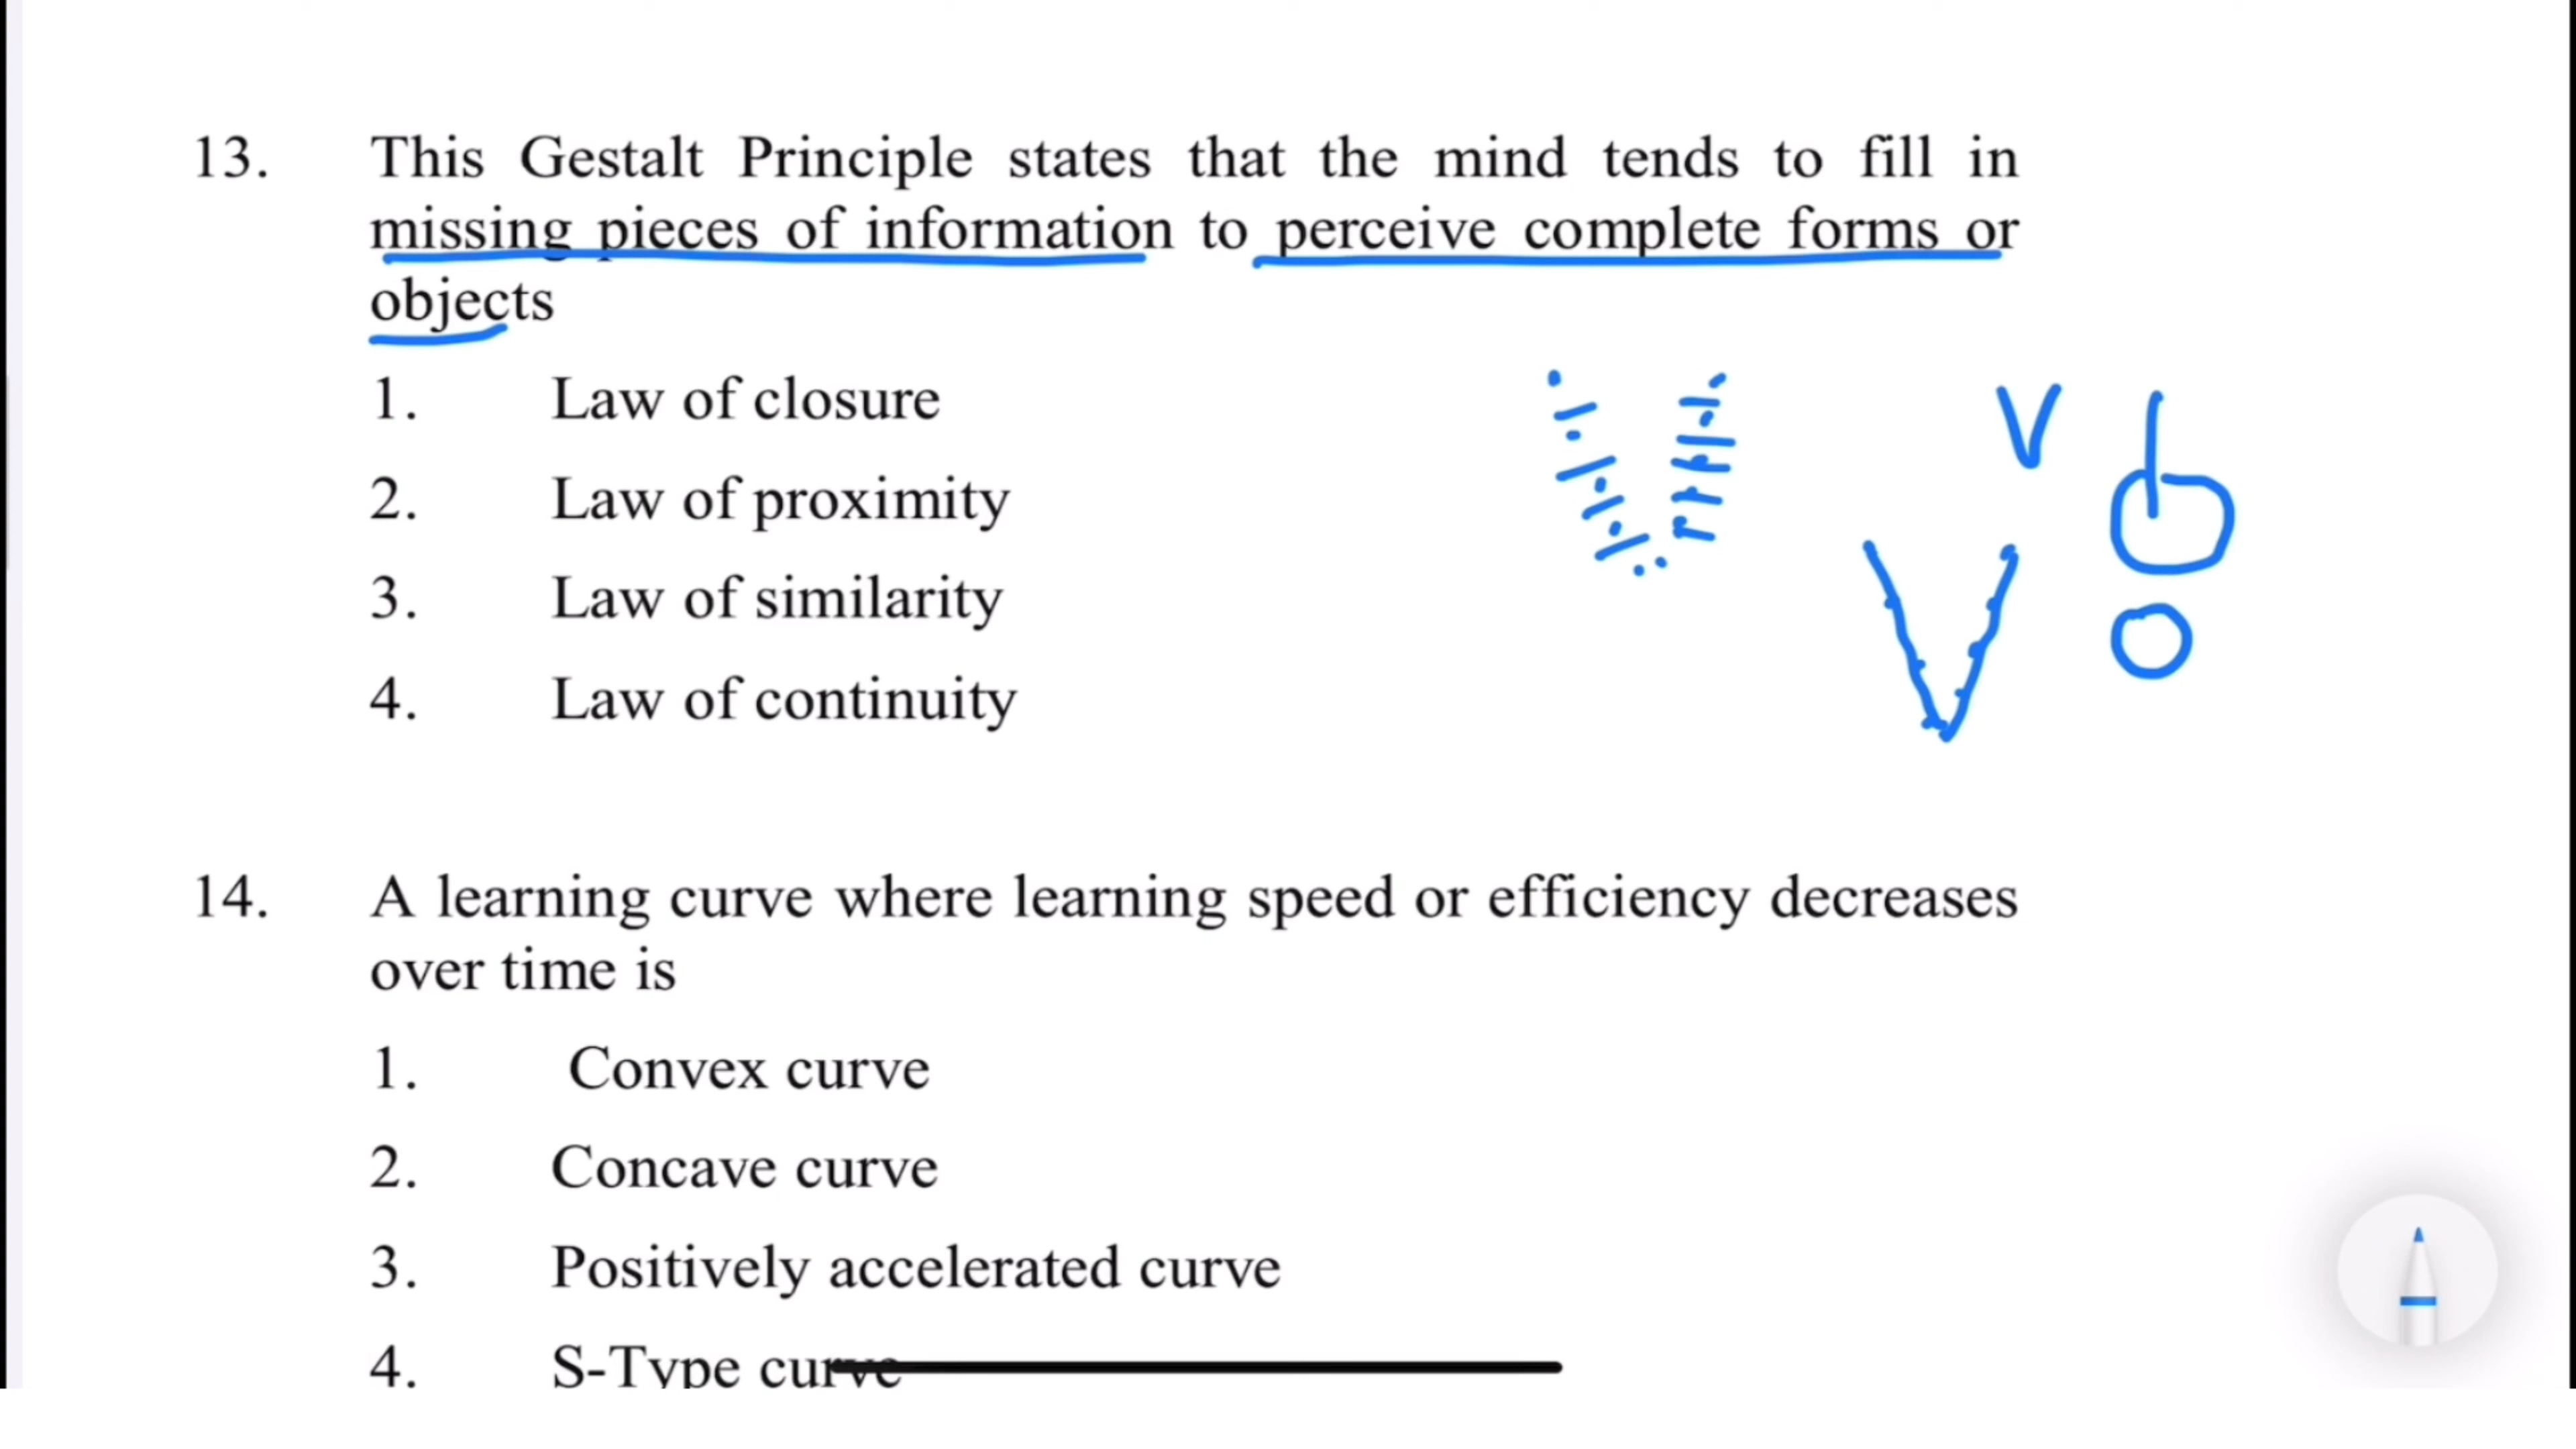 13. This Gestalt Principle states that the mind tends to fill in
missing pieces of information to perceive complete forms or
objects
1. Law of closure
2. Law of proximity
3. Law of similarity
4. Law of continuity
14. A learning curve where learning speed or efficiency decreases
over time is
1. Convex curve
2. Concave curve
3. Positively accelerated curve
4. S-Type curve